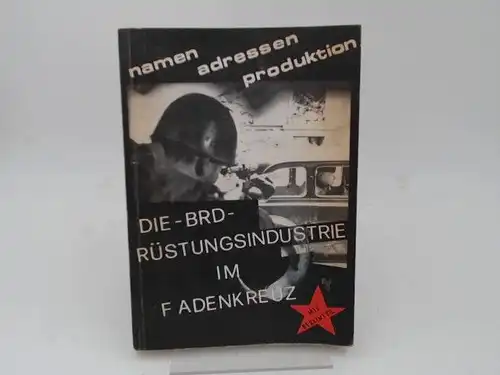 namen
adressen
produktion
DIE-BRD-
RÜSTUNGSINDUSTRIE
IM
FADENKREUZ